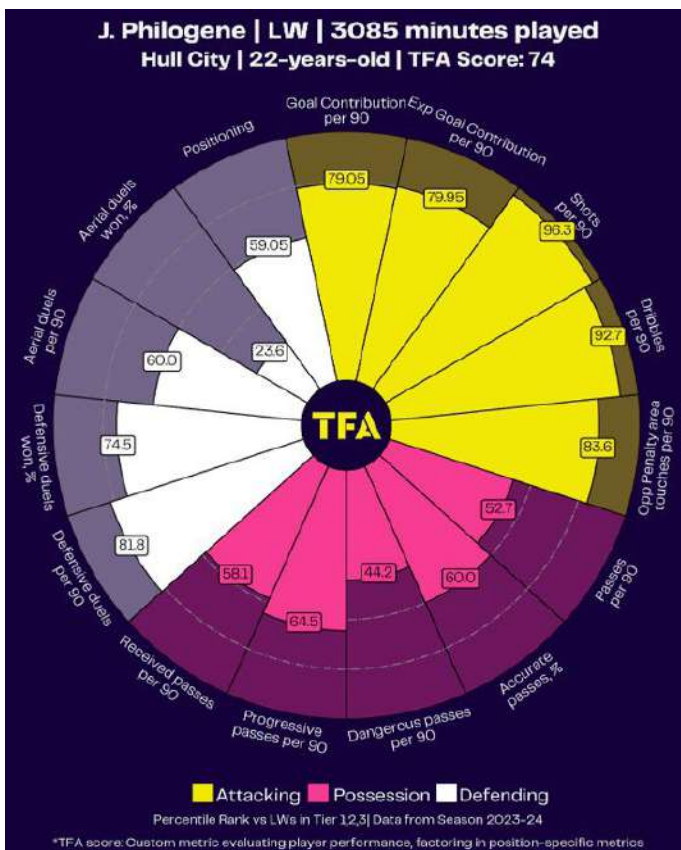 J. Philogene | LW | 3085 minutes played
Hull City | 22-years-old | TFA Score: 74
Goal Contribution
per 90
Exp Goal Contribution
per 90
Shots
per 90
Dribbles
per 90
Opp Penalty area
touches per 90
Passes
per 90
Accurate
passes, %
Dangerous passes
per 90
Progressive
passes per 90
Received passes
per 90
Defensive duels
per 90
Defensive duels
won, %
Aerial duels
per 90
Aerial duels
won, %
Positioning
79.05
79.95
96.3
92.7
83.6
52.7
60.0
44.2
64.5
58.1
81.8
74.5
60.0
23.6
59.05
TFA
Attacking Possession Defending
Percentile Rank vs LWs in Tier 1,2,3| Data from Season 2023-24
*TFA score: Custom metric evaluating player performance, factoring in position-specific metrics